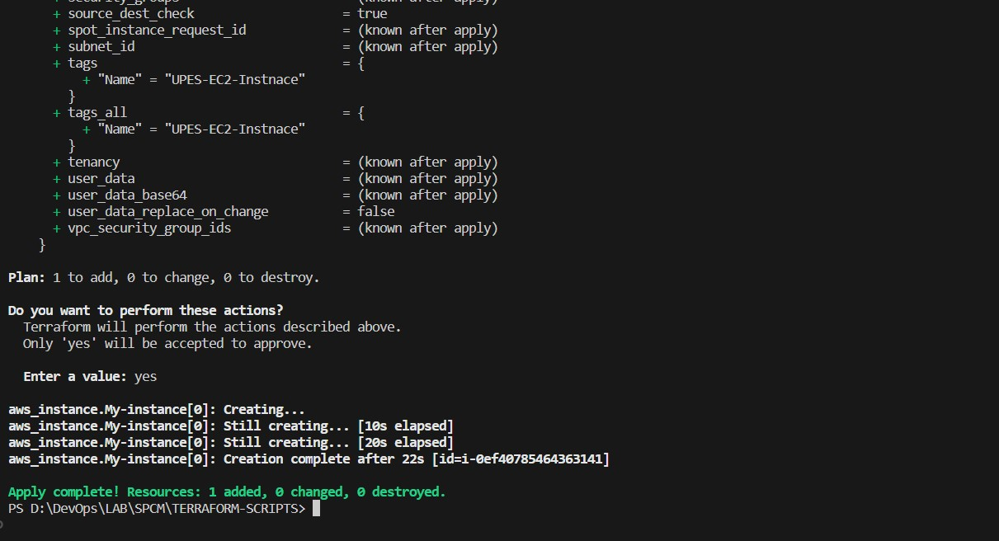 + security_groups = (known after apply)
+ source_dest_check = true
+ spot_instance_request_id = (known after apply)
+ subnet_id = (known after apply)
+ tags = {
+ "Name" = "UPES-EC2-Instnace"
}
+ tags_all = {
+ "Name" = "UPES-EC2-Instnace"
}
+ tenancy = (known after apply)
+ user_data = (known after apply)
+ user_data_base64 = (known after apply)
+ user_data_replace_on_change = false
+ vpc_security_group_ids = (known after apply)
}
Plan: 1 to add, 0 to change, 0 to destroy.
Do you want to perform these actions?
Terraform will perform the actions described above.
Only 'yes' will be accepted to approve.
Enter a value: yes
aws_instance.My-instance[0]: Creating...
aws_instance.My-instance[0]: Still creating... [10s elapsed]
aws_instance.My-instance[0]: Still creating... [20s elapsed]
aws_instance.My-instance[0]: Creation complete after 22s [id=i-0ef40785464363141]
Apply complete! Resources: 1 added, 0 changed, 0 destroyed.
PS D:\DevOps\LAB\SPCM\TERRAFORM-SCRIPTS>